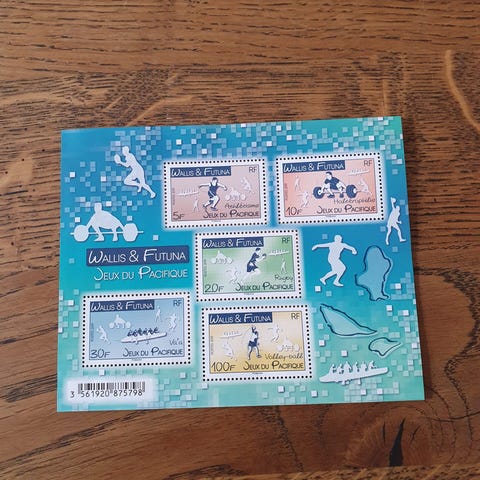 WALLIS & FUTUNA RF
Athlétisme
5F JEUX DU PACIFIQUE
WALLIS & FUTUNA RF
Haltérophilie
10F JEUX DU PACIFIQUE
WALLIS & FUTUNA
JEUX DU PACIFIQUE
WALLIS & FUTUNA RF
Rugby
20F JEUX DU PACIFIQUE
WALLIS & FUTUNA RF
Va'a
30F JEUX DU PACIFIQUE
WALLIS & FUTUNA RF
Volley-ball
100F JEUX DU PACIFIQUE
3 561920 875798